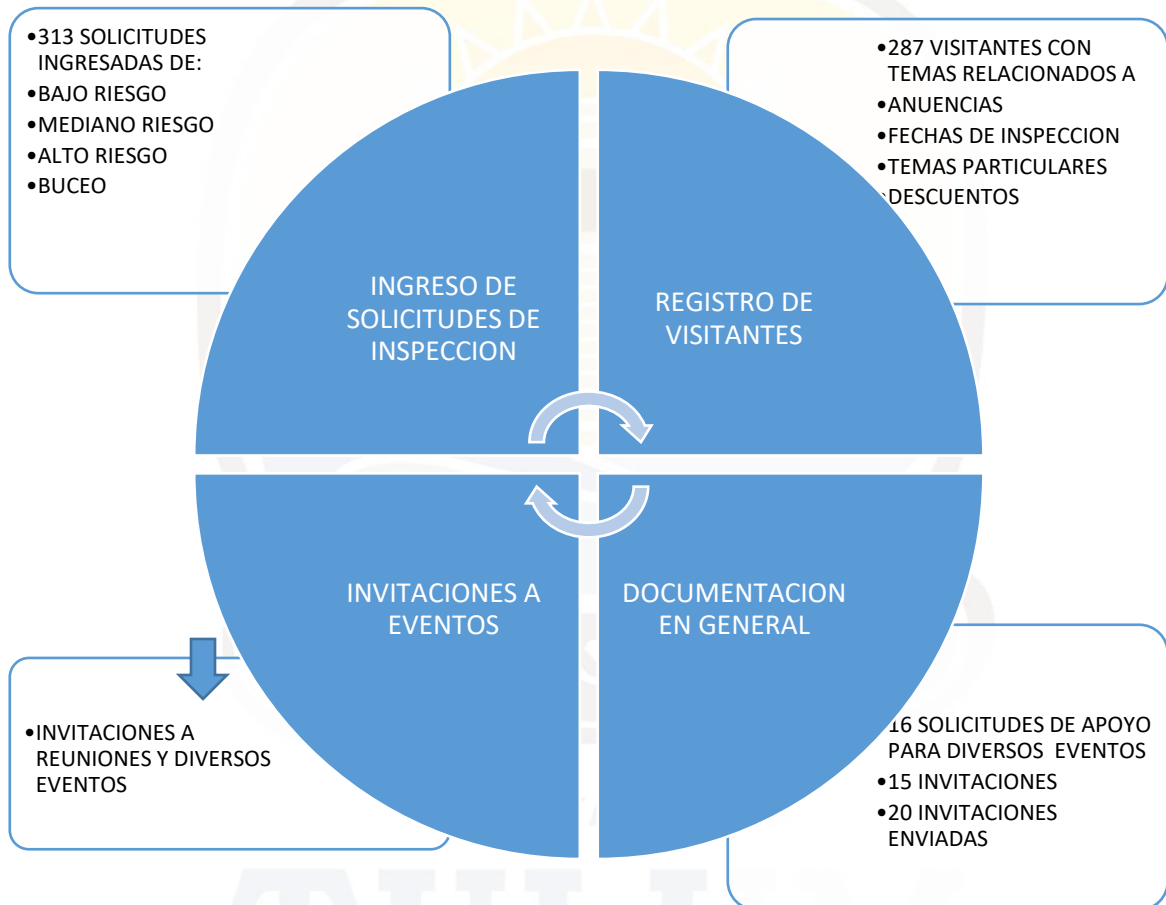 •313 SOLICITUDES
INGRESADAS DE:
•BAJO RIESGO
•MEDIANO RIESGO
•ALTO RIESGO
•BUCEO
•287 VISITANTES CON
TEMAS RELACIONADOS A
•ANUENCIAS
•FECHAS DE INSPECCION
•TEMAS PARTICULARES
•DESCUENTOS
INGRESO DE
SOLICITUDES DE
INSPECCION
REGISTRO DE
VISITANTES
INVITACIONES A
EVENTOS
DOCUMENTACION
EN GENERAL
•INVITACIONES A
REUNIONES Y DIVERSOS
EVENTOS
16 SOLICITUDES DE APOYO
PARA DIVERSOS EVENTOS
•15 INVITACIONES
•20 INVITACIONES
ENVIADAS